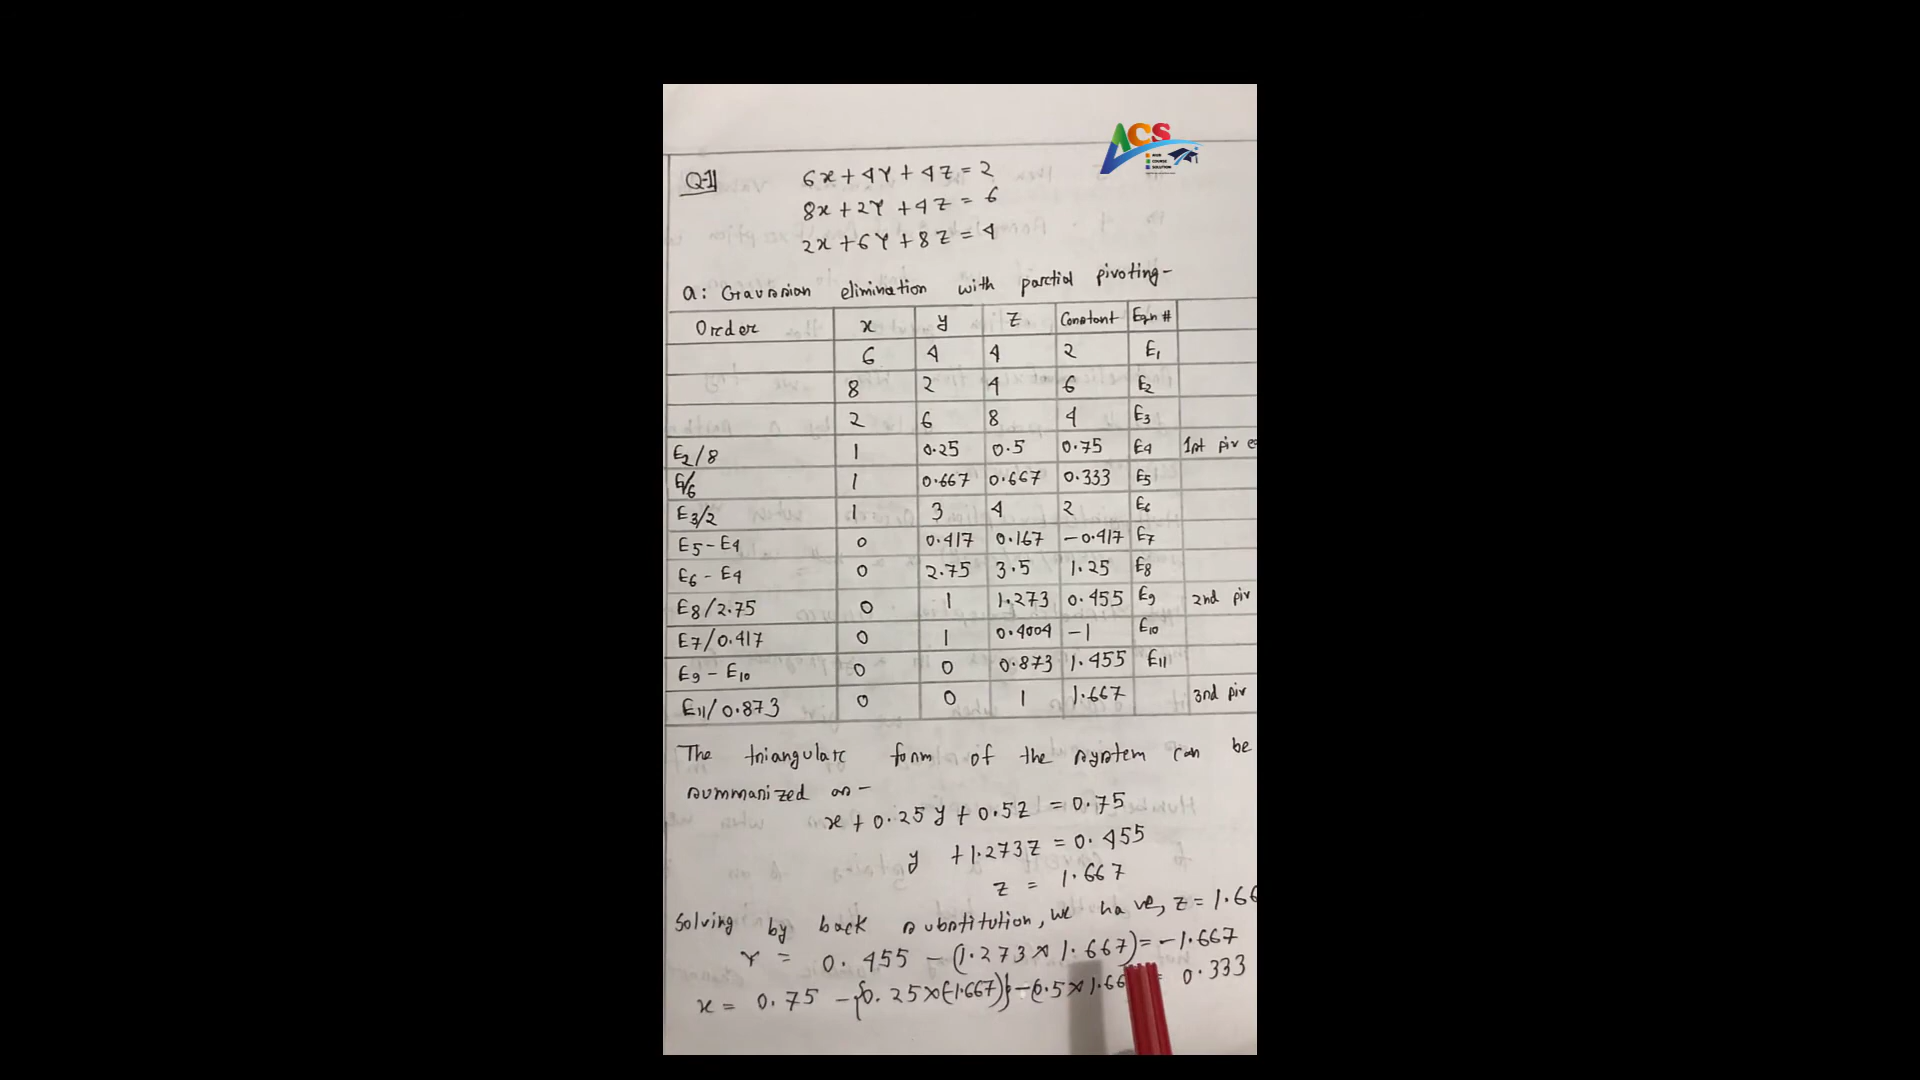 ACS
AIUB
COURSE
SOLUTION
Q-1
6x + 4Y + 4Z = 2
8x + 2Y + 4Z = 6
2x + 6Y + 8Z = 4
a: Gaussian elimination with partial pivoting-
Order x y z Constant Eqn #
6 4 4 2 E1
8 2 4 6 E2
2 6 8 4 E3
E2/8 1 0.25 0.5 0.75 E4 1st piv e
E/6 1 0.667 0.667 0.333 E5
E3/2 1 3 4 2 E6
E5 - E4 0 0.417 0.167 -0.417 E7
E6 - E4 0 2.75 3.5 1.25 E8
E8/2.75 0 1 1.273 0.455 E9 2nd piv
E7/0.417 0 1 0.4004 -1 E10
E9 - E10 0 0 0.873 1.455 E11
E11/0.873 0 0 1 1.667 3nd piv
The triangular form of the system can be
summarized as -
x + 0.25y + 0.5z = 0.75
y + 1.273z = 0.455
z = 1.667
Solving by back substitution, we have, z = 1.66
Y = 0.455 - (1.273 × 1.667) = -1.667
x = 0.75 - {0.25×(-1.667)} - (0.5 × 1.66 = 0.333